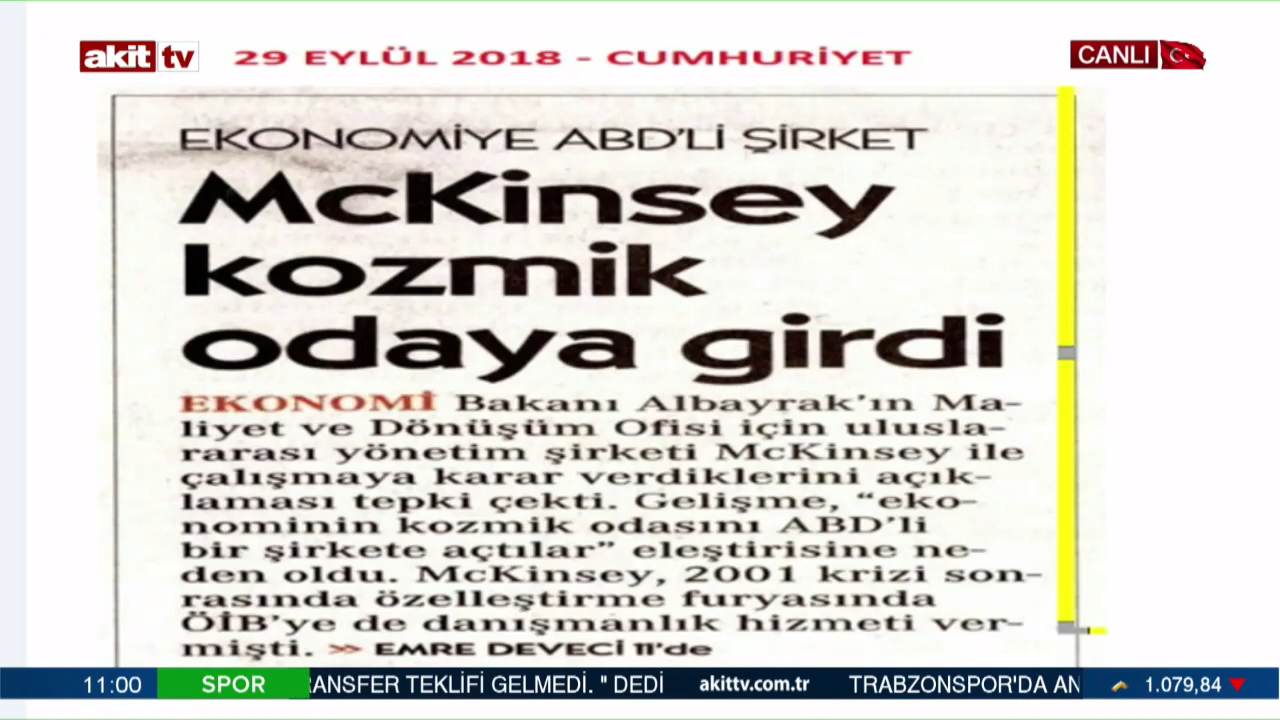 akit tv
29 EYLÜL 2018 - CUMHURİYET
CANLI
EKONOMİYE ABD'Lİ ŞİRKET
McKinsey
kozmik
odaya girdi
EKONOMİ Bakanı Albayrak'ın Ma-
liyet ve Dönüşüm Ofisi için ulusla-
rarası yönetim şirketi McKinsey ile
çalışmaya karar verdiklerini açık-
laması tepki çekti. Gelişme, “eko-
nominin kozmik odasını ABD'li
bir şirkete açtılar” eleştirisine ne-
den oldu. McKinsey, 2001 krizi son-
rasında özelleştirme furyasında
ÖİB'ye de danışmanlık hizmeti ver-
mişti. >> EMRE DEVECİ 11'de
11:00 SPOR RANSFER TEKLİFİ GELMEDİ. " DEDİ akittv.com.tr TRABZONSPOR'DA AN 1.079,84